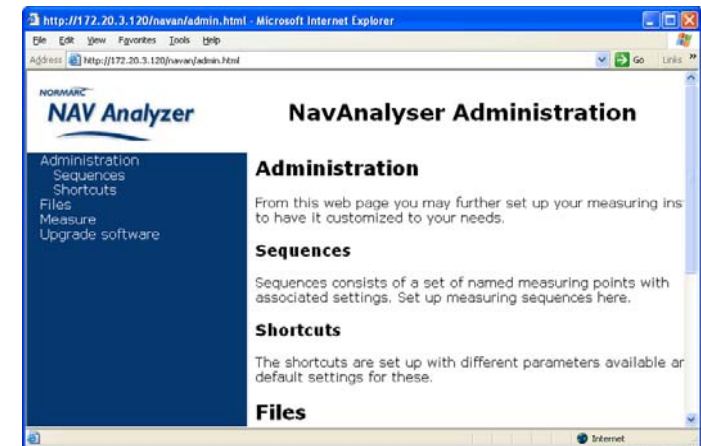 http://172.20.3.120/navan/admin.html - Microsoft Internet Explorer
File Edit View Favorites Tools Help
Address http://172.20.3.120/navan/admin.html Go Links »
NORMARC
NAV Analyzer
NavAnalyser Administration
Administration
Sequences
Shortcuts
Files
Measure
Upgrade software
Administration
From this web page you may further set up your measuring ins
to have it customized to your needs.
Sequences
Sequences consists of a set of named measuring points with
associated settings. Set up measuring sequences here.
Shortcuts
The shortcuts are set up with different parameters available ar
default settings for these.
Files
Internet